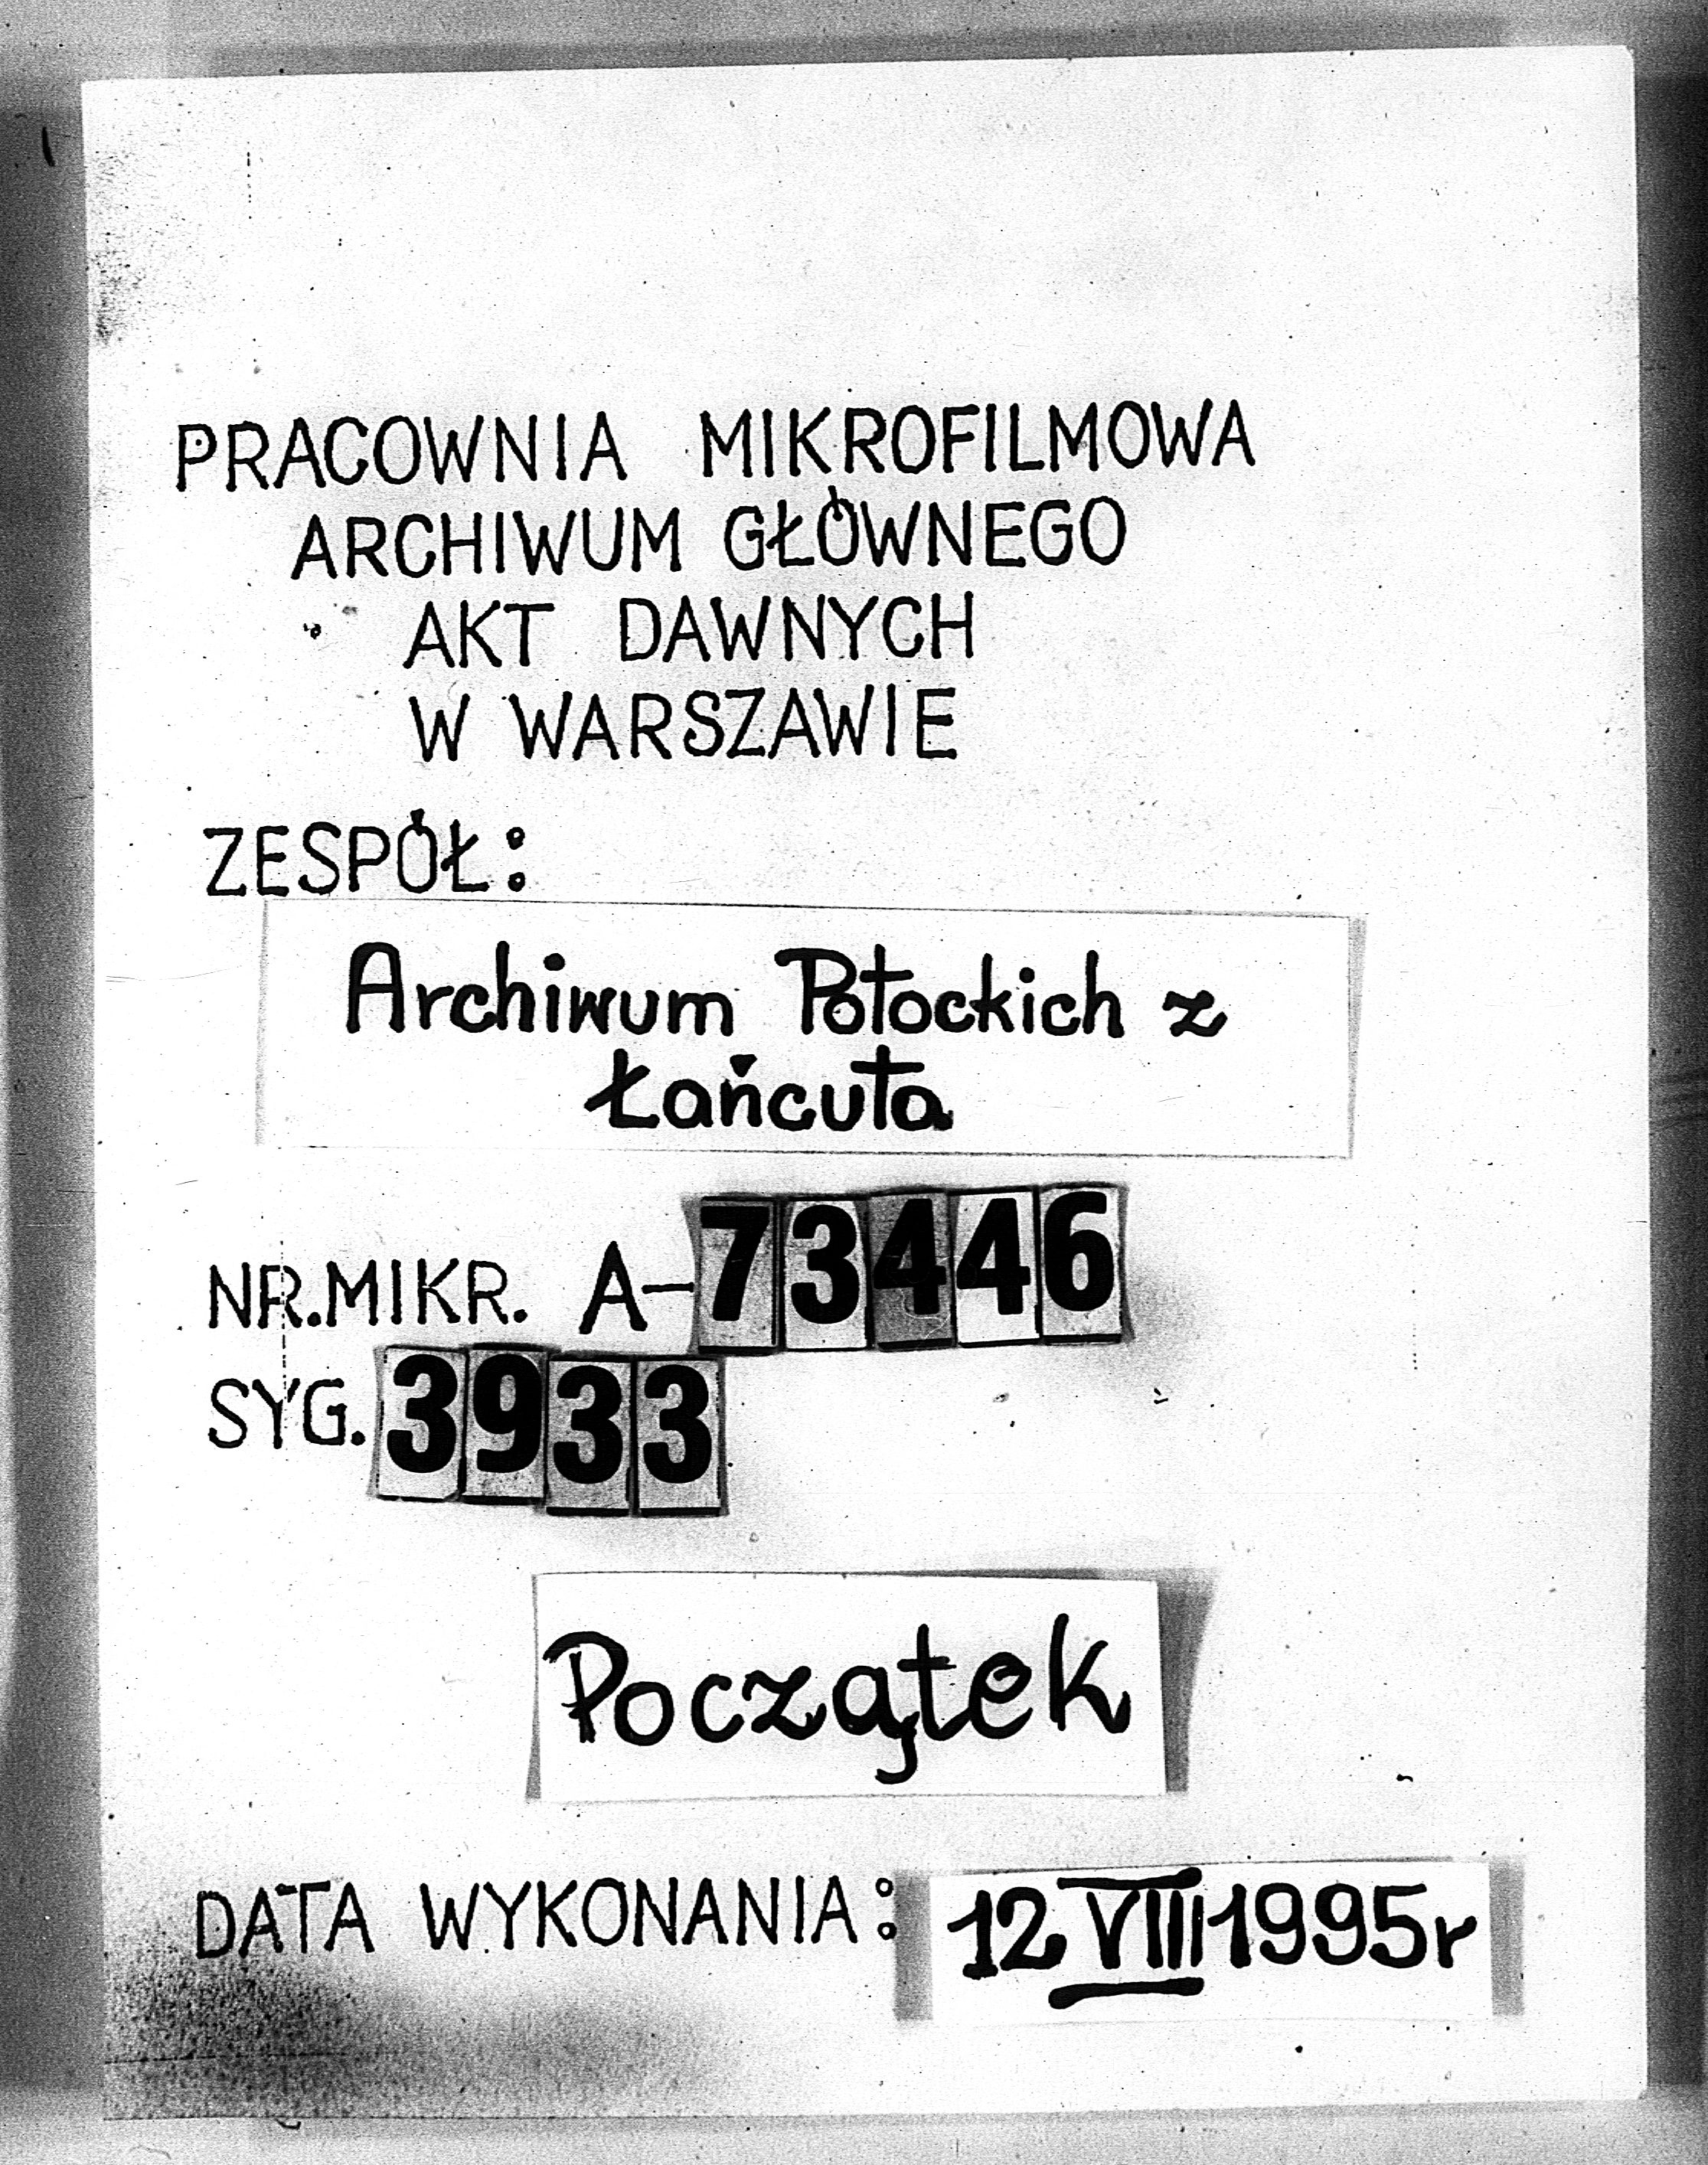 PRACOWNIA MIKROFILMOWA
ARCHIWUM GŁÓWNEGO
AKT DAWNYCH
W WARSZAWIE
ZESPÓŁ:
Archiwum Potockich z
Łańcuta
NR.MIKR. A-73446
SYG. 3933
Początek
DATA WYKONANIA: 12 VIII 1995r